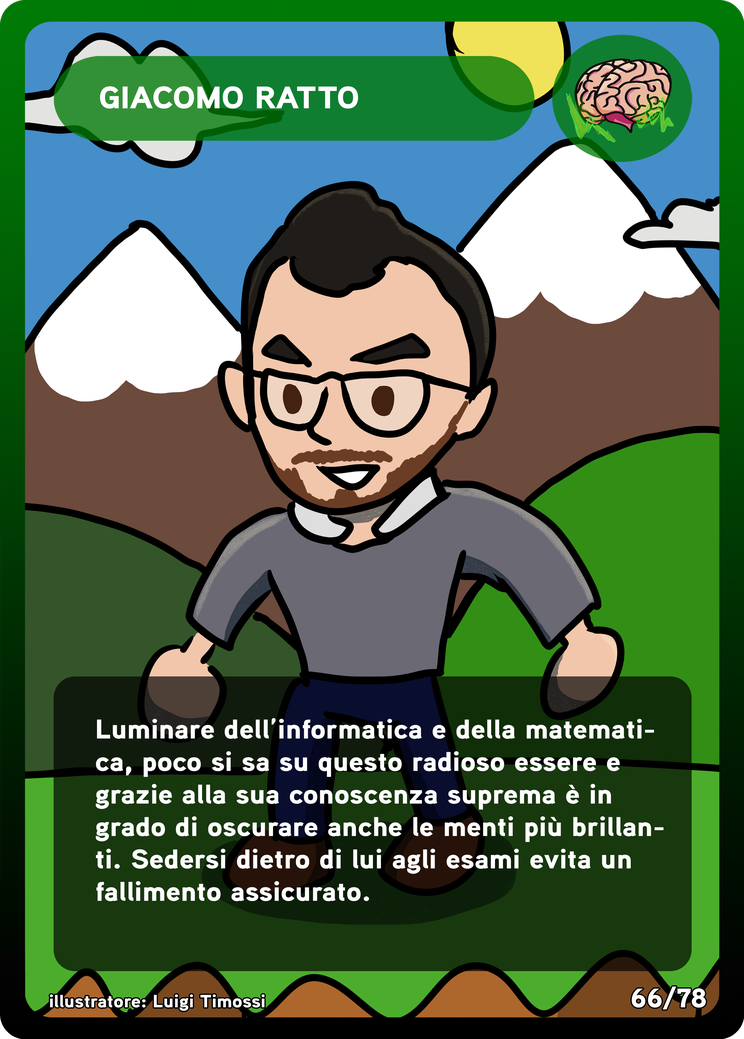 GIACOMO RATTO
Luminare dell'informatica e della matemati-
ca, poco si sa su questo radioso essere e
grazie alla sua conoscenza suprema è in
grado di oscurare anche le menti più brillan-
ti. Sedersi dietro di lui agli esami evita un
fallimento assicurato.
illustratore: Luigi Timossi
66/78